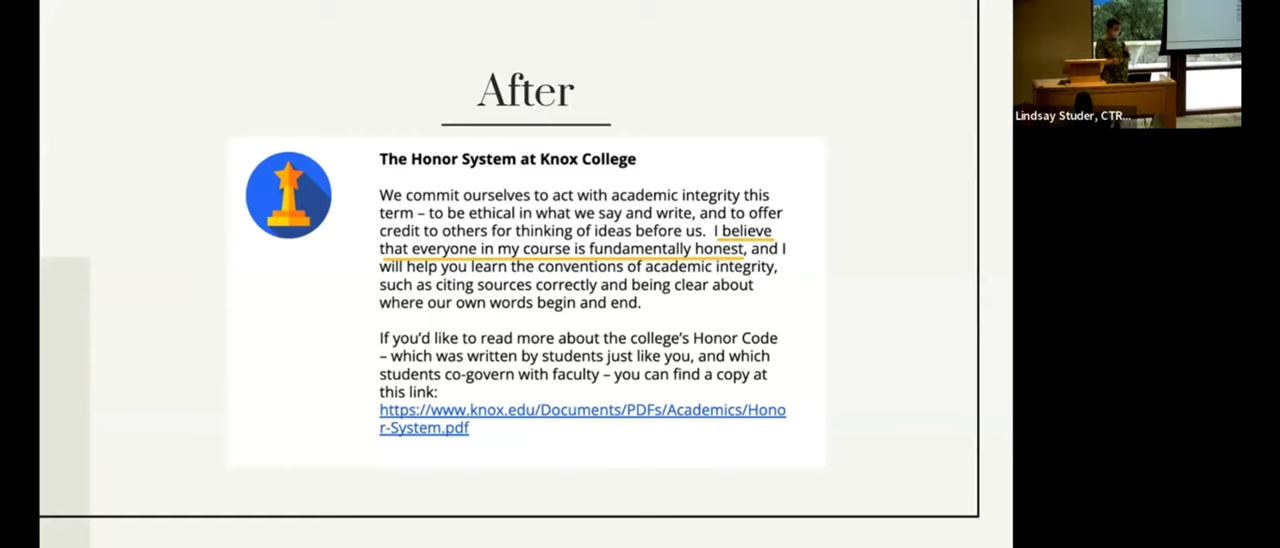 After
The Honor System at Knox College
We commit ourselves to act with academic integrity this
term – to be ethical in what we say and write, and to offer
credit to others for thinking of ideas before us.  I believe
that everyone in my course is fundamentally honest, and I
will help you learn the conventions of academic integrity,
such as citing sources correctly and being clear about
where our own words begin and end.
If you'd like to read more about the college's Honor Code
– which was written by students just like you, and which
students co-govern with faculty – you can find a copy at
this link:
https://www.knox.edu/Documents/PDFs/Academics/Hono
r-System.pdf
Lindsay Studer, CTR...